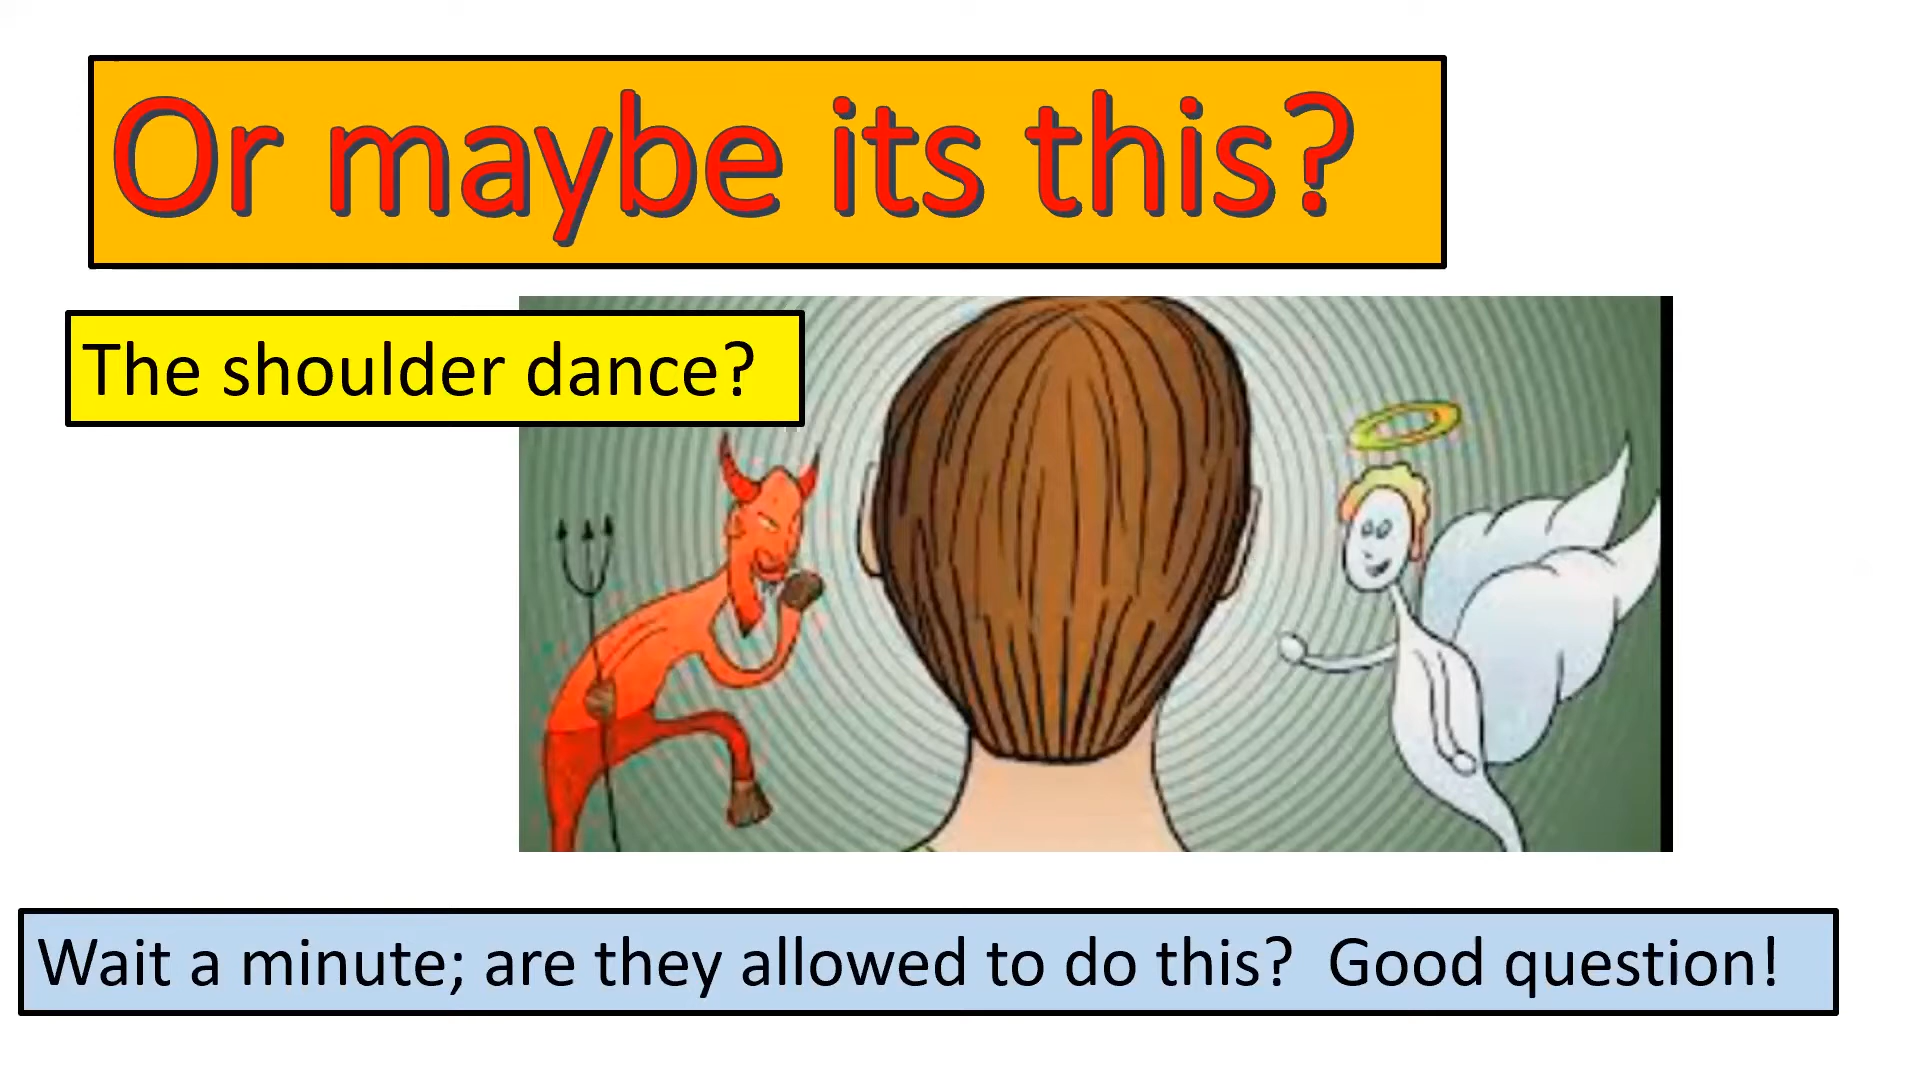 Or maybe its this?
The shoulder dance?
Wait a minute; are they allowed to do this?  Good question!